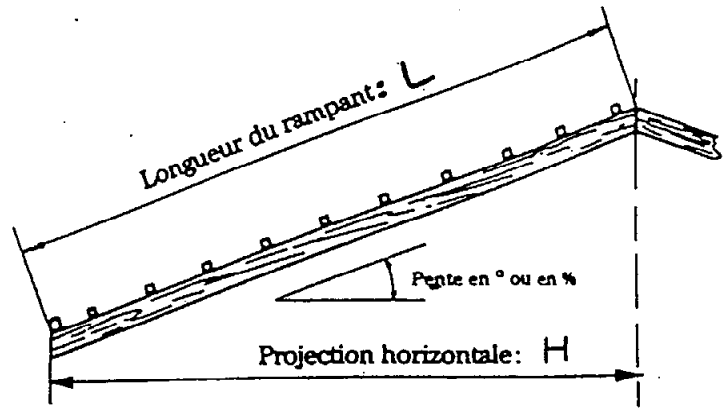 Longueur du rampant: L
Pente en ° ou en %
Projection horizontale: H